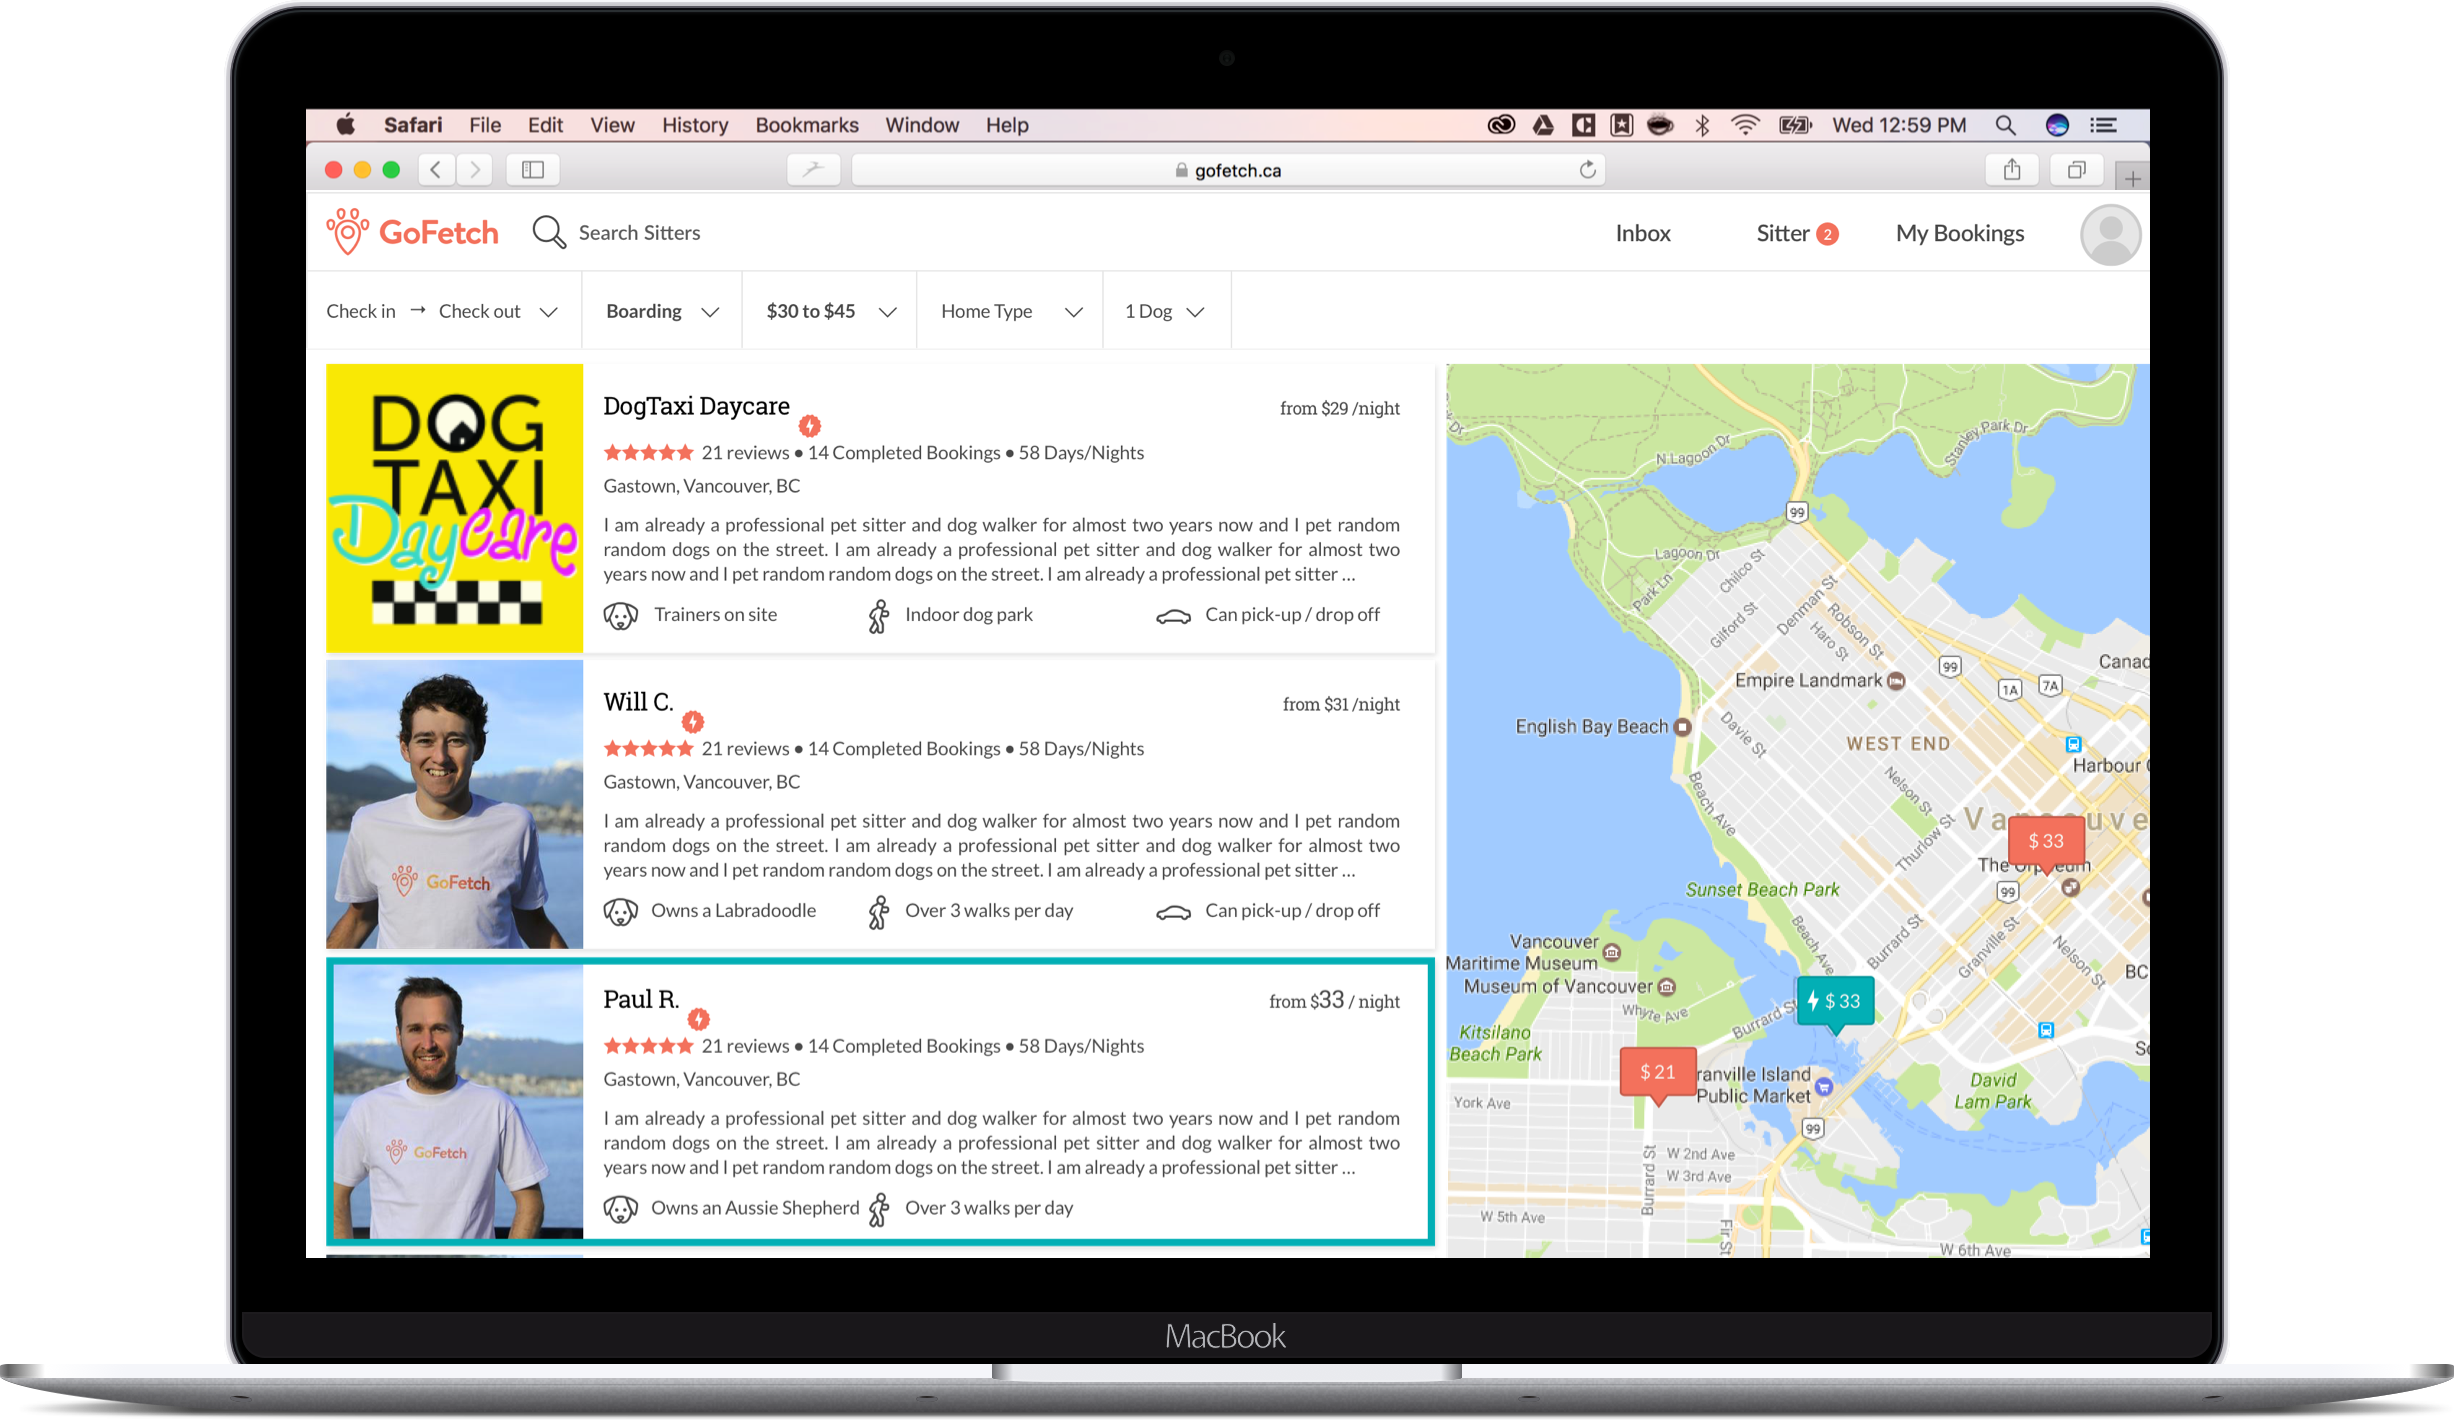 Safari File Edit View History Bookmarks Window Help
Wed 12:59 PM
gofetch.ca
GoFetch
Search Sitters
Inbox
Sitter 2
My Bookings
Check in → Check out
Boarding
$30 to $45
Home Type
1 Dog
DOG
TAXI
Daycare
DogTaxi Daycare
from $29 /night
21 reviews • 14 Completed Bookings • 58 Days/Nights
Gastown, Vancouver, BC
I am already a professional pet sitter and dog walker for almost two years now and I pet random
random dogs on the street. I am already a professional pet sitter and dog walker for almost two
years now and I pet random random dogs on the street. I am already a professional pet sitter ...
Trainers on site
Indoor dog park
Can pick-up / drop off
GoFetch
Will C.
from $31 /night
21 reviews • 14 Completed Bookings • 58 Days/Nights
Gastown, Vancouver, BC
I am already a professional pet sitter and dog walker for almost two years now and I pet random
random dogs on the street. I am already a professional pet sitter and dog walker for almost two
years now and I pet random random dogs on the street. I am already a professional pet sitter ...
Owns a Labradoodle
Over 3 walks per day
Can pick-up / drop off
GoFetch
Paul R.
from $33 / night
21 reviews • 14 Completed Bookings • 58 Days/Nights
Gastown, Vancouver, BC
I am already a professional pet sitter and dog walker for almost two years now and I pet random
random dogs on the street. I am already a professional pet sitter and dog walker for almost two
years now and I pet random random dogs on the street. I am already a professional pet sitter ...
Owns an Aussie Shepherd
Over 3 walks per day
Dr
N Lagoon Dr
Stanley Park Dr
99
Lagoon Dr
Chilco St
Park Ln
Gilford St
Denman St
Robson St
Haro St
99
1A
7A
Canad
Empire Landmark
English Bay Beach
Davie St
WEST END
Harbour
Nelson St
Beach Ave
Thurlow St
Va
uve
$ 33
The Orpheum
99
Sunset Beach Park
Beach Ave
Burrard St
Granville St
Nelson St
BC
Vancouver
Maritime Museum
Museum of Vancouver
Whyte Ave
Burrard S
$ 33
Kitsilano
Beach Park
$ 21
ranville Island
Public Market
David
Lam Park
York Ave
99
Burrard St
W 2nd Ave
W 3rd Ave
W 5th Ave
Fir St
W 6th Ave
MacBook